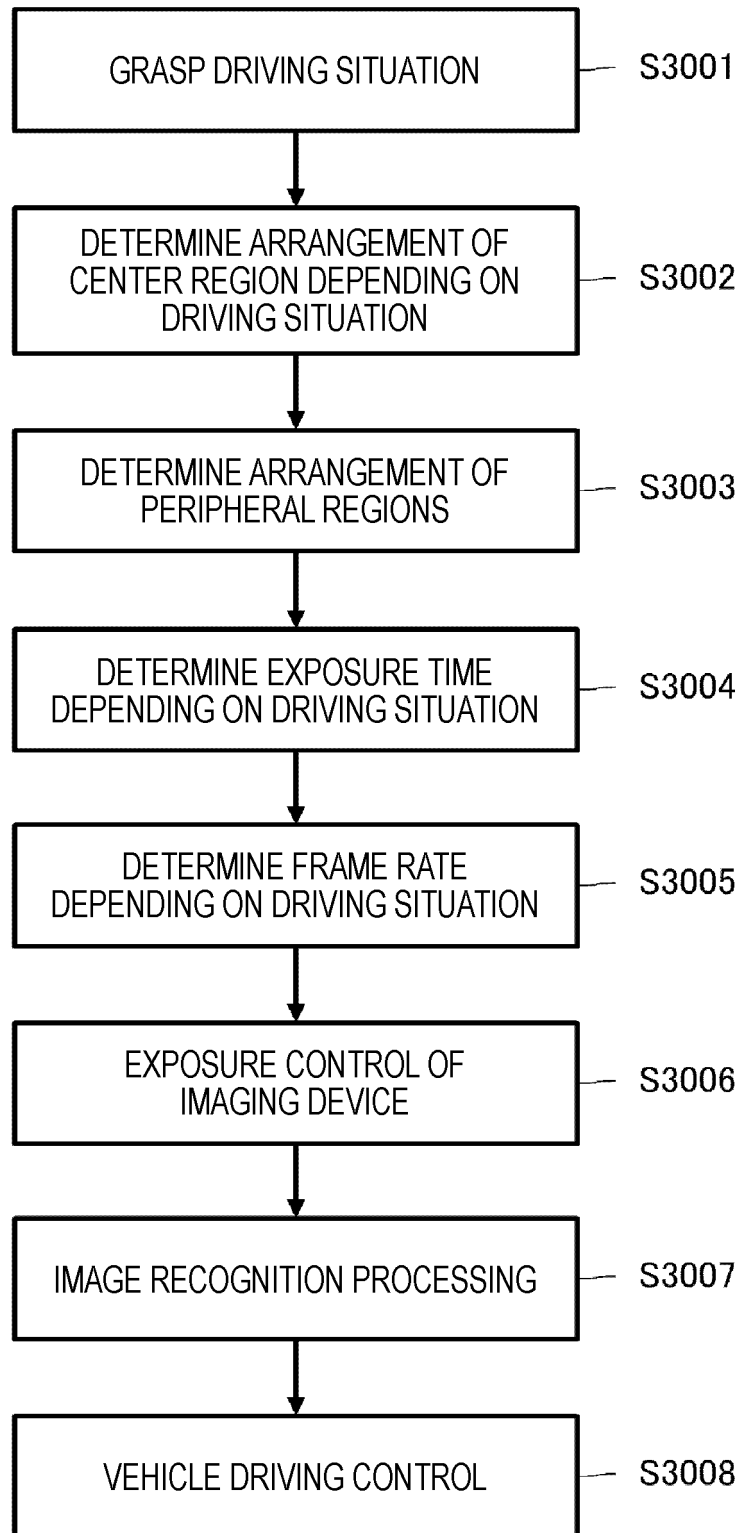 GRASP DRIVING SITUATION
S3001
DETERMINE ARRANGEMENT OF
CENTER REGION DEPENDING ON
DRIVING SITUATION
S3002
DETERMINE ARRANGEMENT OF
PERIPHERAL REGIONS
S3003
DETERMINE EXPOSURE TIME
DEPENDING ON DRIVING SITUATION
S3004
DETERMINE FRAME RATE
DEPENDING ON DRIVING SITUATION
S3005
EXPOSURE CONTROL OF
IMAGING DEVICE
S3006
IMAGE RECOGNITION PROCESSING
S3007
VEHICLE DRIVING CONTROL
S3008